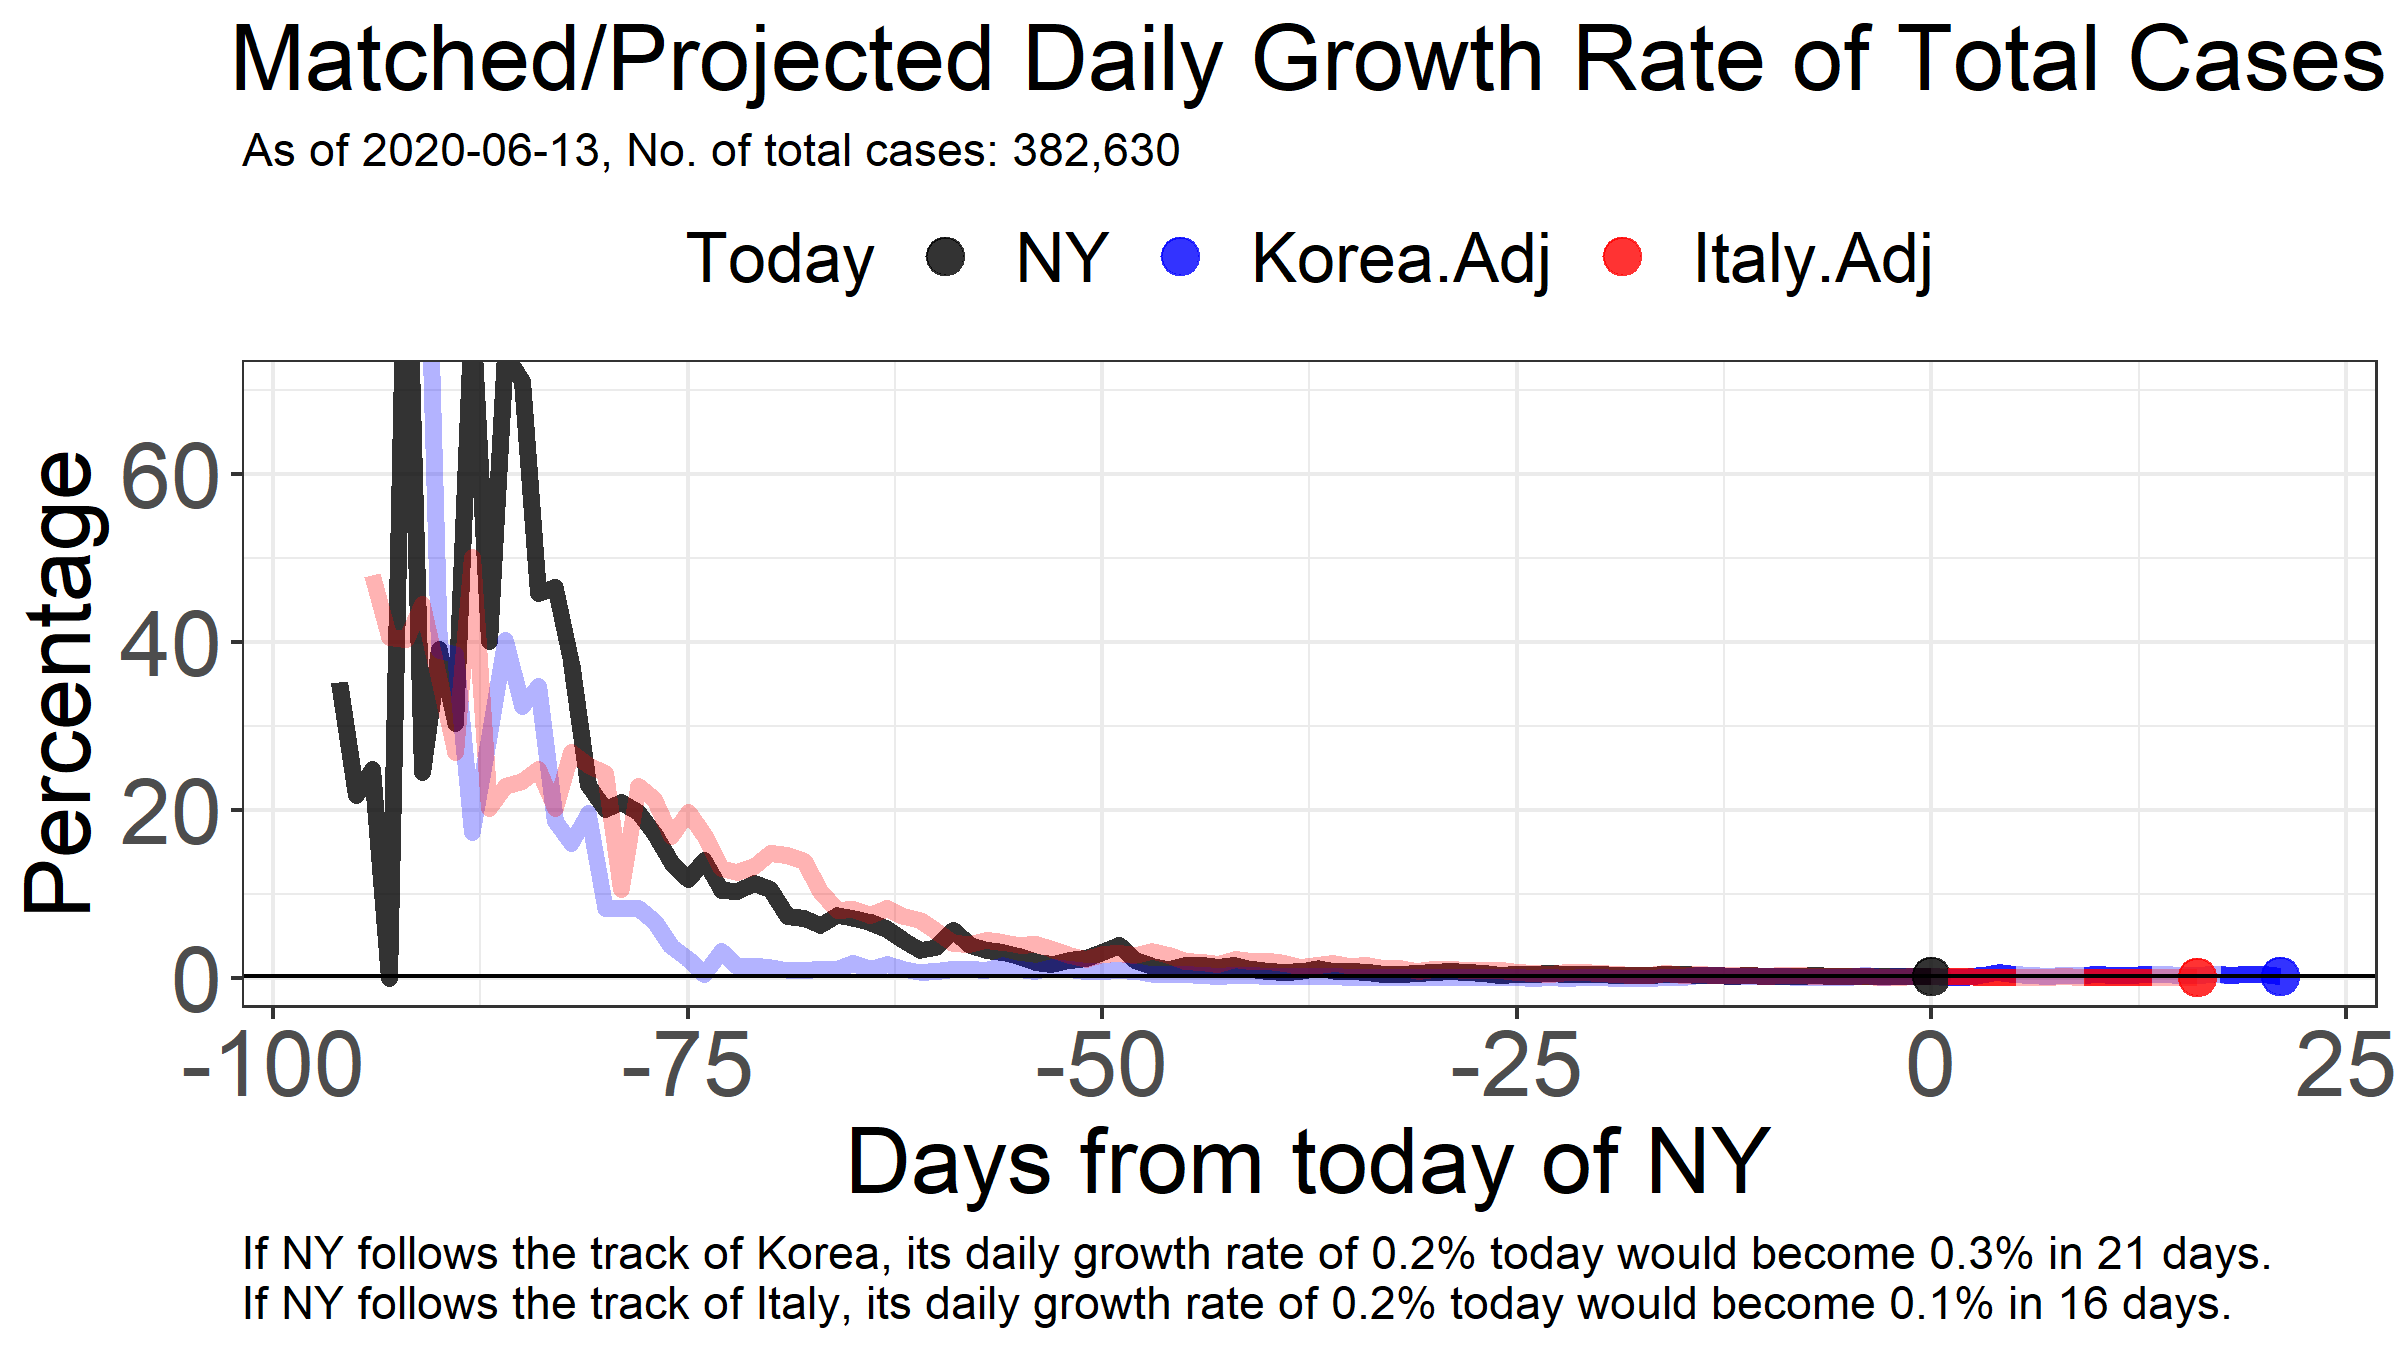 Matched/Projected Daily Growth Rate of Total Cases
As of 2020-06-13, No. of total cases: 382,630
Today NY Korea.Adj Italy.Adj
Percentage
60
40
20
0
-100 -75 -50 -25 0 25
Days from today of NY
If NY follows the track of Korea, its daily growth rate of 0.2% today would become 0.3% in 21 days.
If NY follows the track of Italy, its daily growth rate of 0.2% today would become 0.1% in 16 days.